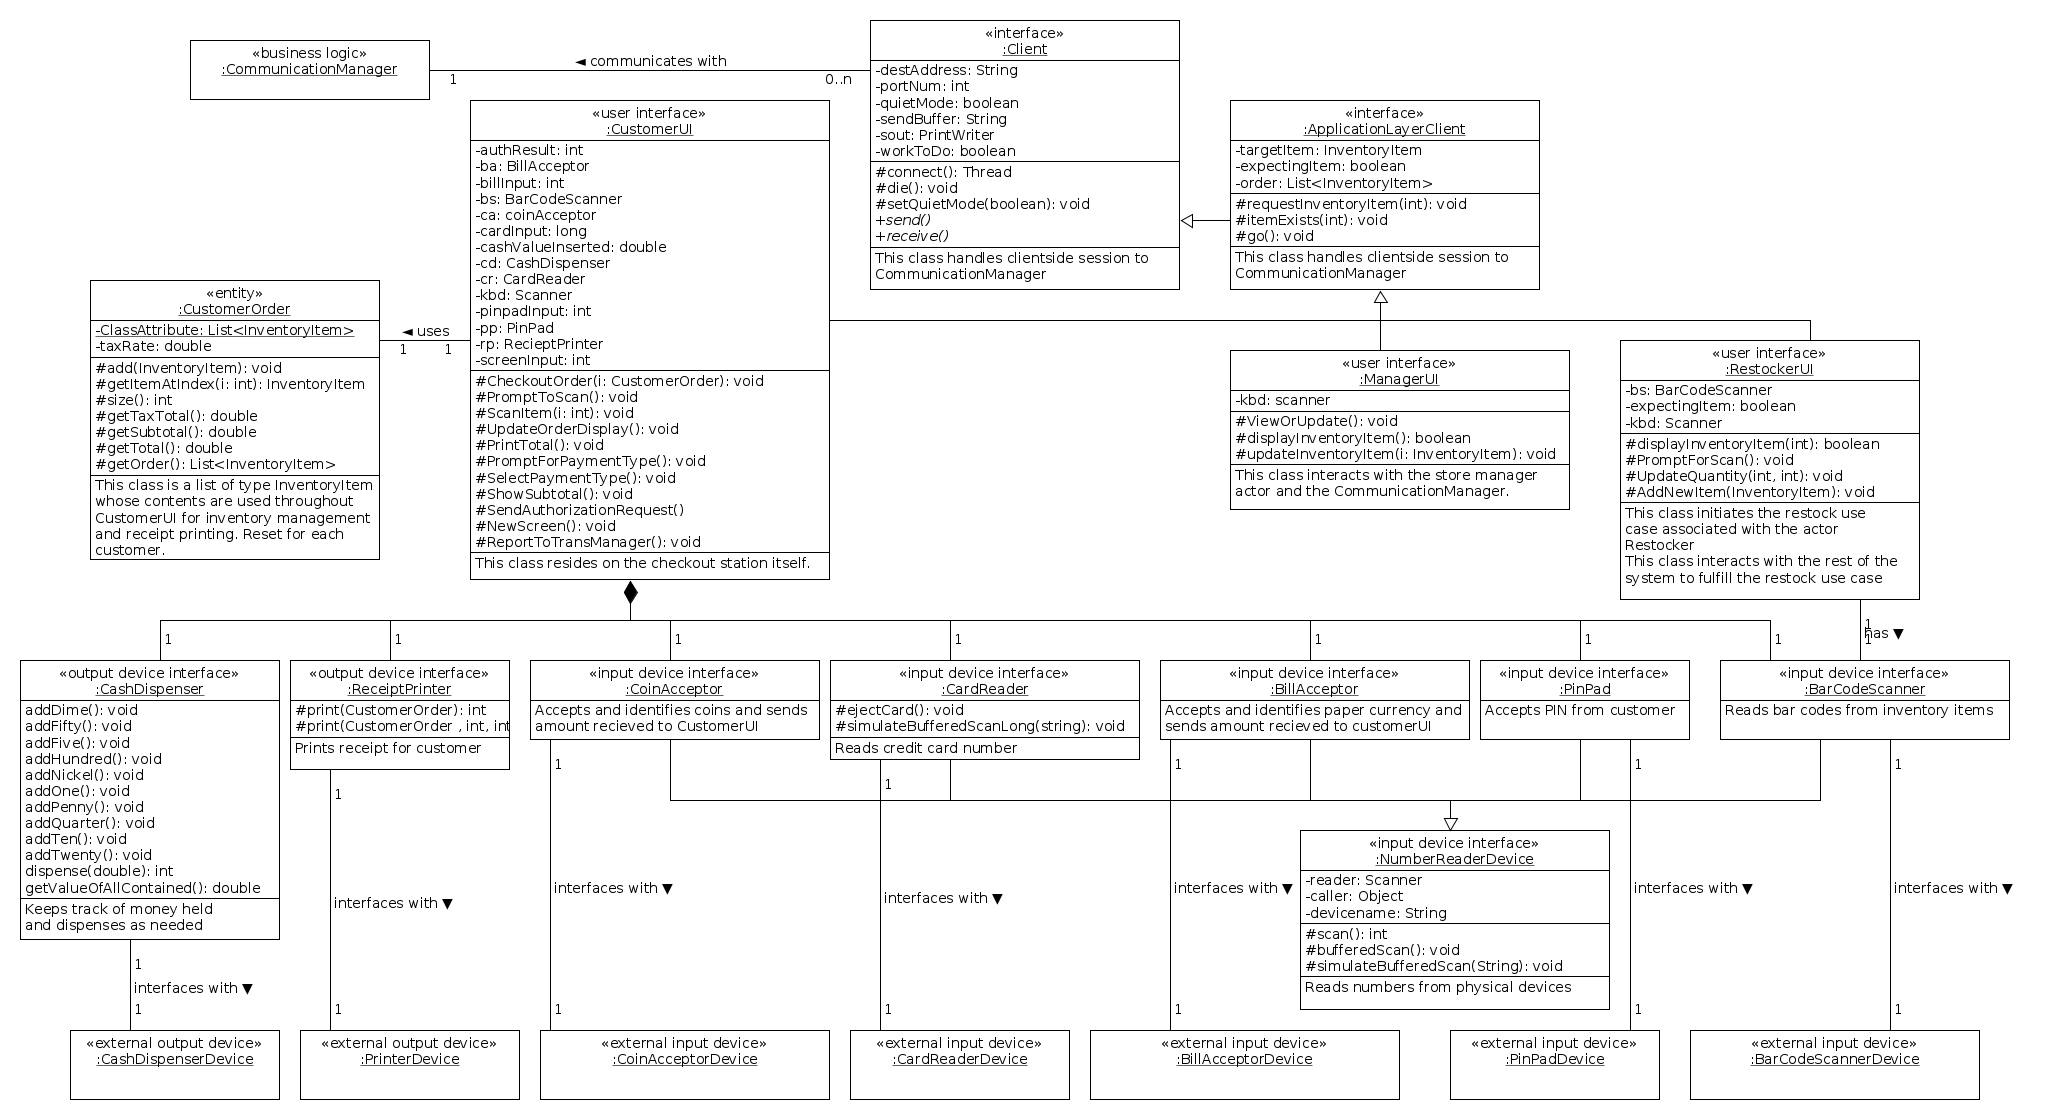 «business logic»
:CommunicationManager
◄ communicates with
1
0..n
«interface»
:Client
-destAddress: String
-portNum: int
-quietMode: boolean
-sendBuffer: String
-sout: PrintWriter
-workToDo: boolean
#connect(): Thread
#die(): void
#setQuietMode(boolean): void
+send()
+receive()
This class handles clientside session to
CommunicationManager
«interface»
:ApplicationLayerClient
-targetItem: InventoryItem
-expectingItem: boolean
-order: List<InventoryItem>
#requestInventoryItem(int): void
#itemExists(int): void
#go(): void
This class handles clientside session to
CommunicationManager
«user interface»
:CustomerUI
-authResult: int
-ba: BillAcceptor
-billInput: int
-bs: BarCodeScanner
-ca: coinAcceptor
-cardInput: long
-cashValueInserted: double
-cd: CashDispenser
-cr: CardReader
-kbd: Scanner
-pinpadInput: int
-pp: PinPad
-rp: RecieptPrinter
-screenInput: int
#CheckoutOrder(i: CustomerOrder): void
#PromptToScan(): void
#ScanItem(i: int): void
#UpdateOrderDisplay(): void
#PrintTotal(): void
#PromptForPaymentType(): void
#SelectPaymentType(): void
#ShowSubtotal(): void
#SendAuthorizationRequest()
#NewScreen(): void
#ReportToTransManager(): void
This class resides on the checkout station itself.
«entity»
:CustomerOrder
-ClassAttribute: List<InventoryItem>
-taxRate: double
#add(InventoryItem): void
#getItemAtIndex(i: int): InventoryItem
#size(): int
#getTaxTotal(): double
#getSubtotal(): double
#getTotal(): double
#getOrder(): List<InventoryItem>
This class is a list of type InventoryItem
whose contents are used throughout
CustomerUI for inventory management
and receipt printing. Reset for each
customer.
◄ uses
1
1
«user interface»
:ManagerUI
-kbd: scanner
#ViewOrUpdate(): void
#displayInventoryItem(): boolean
#updateInventoryItem(i: InventoryItem): void
This class interacts with the store manager
actor and the CommunicationManager.
«user interface»
:RestockerUI
-bs: BarCodeScanner
-expectingItem: boolean
-kbd: Scanner
#displayInventoryItem(int): boolean
#PromptForScan(): void
#UpdateQuantity(int, int): void
#AddNewItem(InventoryItem): void
This class initiates the restock use
case associated with the actor
Restocker
This class interacts with the rest of the
system to fulfill the restock use case
1
has ▼
1
1
1
1
1
1
1
1
«output device interface»
:CashDispenser
addDime(): void
addFifty(): void
addFive(): void
addHundred(): void
addNickel(): void
addOne(): void
addPenny(): void
addQuarter(): void
addTen(): void
addTwenty(): void
dispense(double): int
getValueOfAllContained(): double
Keeps track of money held
and dispenses as needed
«output device interface»
:ReceiptPrinter
#print(CustomerOrder): int
#print(CustomerOrder , int, int
Prints receipt for customer
«input device interface»
:CoinAcceptor
Accepts and identifies coins and sends
amount recieved to CustomerUI
«input device interface»
:CardReader
#ejectCard(): void
#simulateBufferedScanLong(string): void
Reads credit card number
«input device interface»
:BillAcceptor
Accepts and identifies paper currency and
sends amount recieved to customerUI
«input device interface»
:PinPad
Accepts PIN from customer
«input device interface»
:BarCodeScanner
Reads bar codes from inventory items
«input device interface»
:NumberReaderDevice
-reader: Scanner
-caller: Object
-devicename: String
#scan(): int
#bufferedScan(): void
#simulateBufferedScan(String): void
Reads numbers from physical devices
1
interfaces with ▼
1
1
interfaces with ▼
1
1
interfaces with ▼
1
1
interfaces with ▼
1
1
interfaces with ▼
1
1
interfaces with ▼
1
1
interfaces with ▼
1
«external output device»
:CashDispenserDevice
«external output device»
:PrinterDevice
«external input device»
:CoinAcceptorDevice
«external input device»
:CardReaderDevice
«external input device»
:BillAcceptorDevice
«external input device»
:PinPadDevice
«external input device»
:BarCodeScannerDevice